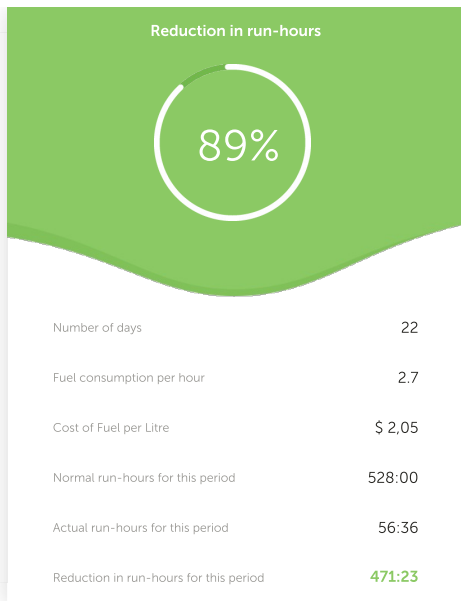 Reduction in run-hours
89%
Number of days 22
Fuel consumption per hour 2.7
Cost of Fuel per Litre $ 2,05
Normal run-hours for this period 528:00
Actual run-hours for this period 56:36
Reduction in run-hours for this period 471:23